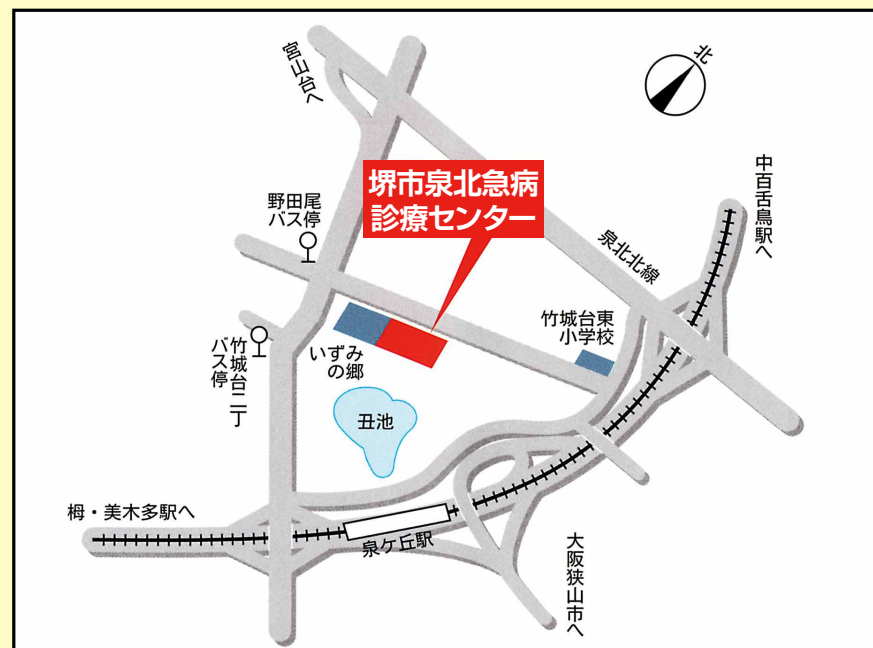 宮山台へ
北
堺市泉北急病
診療センター
中百舌鳥駅へ
野田尾
バス停
泉北北線
竹城台東
小学校
竹城台二丁
バス停
いずみ
の郷
丑池
栂・美木多駅へ
泉ケ丘駅
大阪狭山市へ